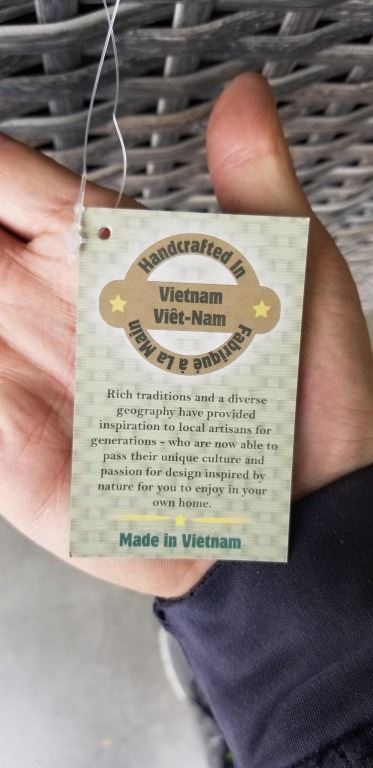 Handcrafted In
Vietnam
Viêt-Nam
Fabriqué à La Main
Rich traditions and a diverse
geography have provided
inspiration to local artisans for
generations - who are now able to
pass their unique culture and
passion for design inspired by
nature for you to enjoy in your
own home.
Made in Vietnam